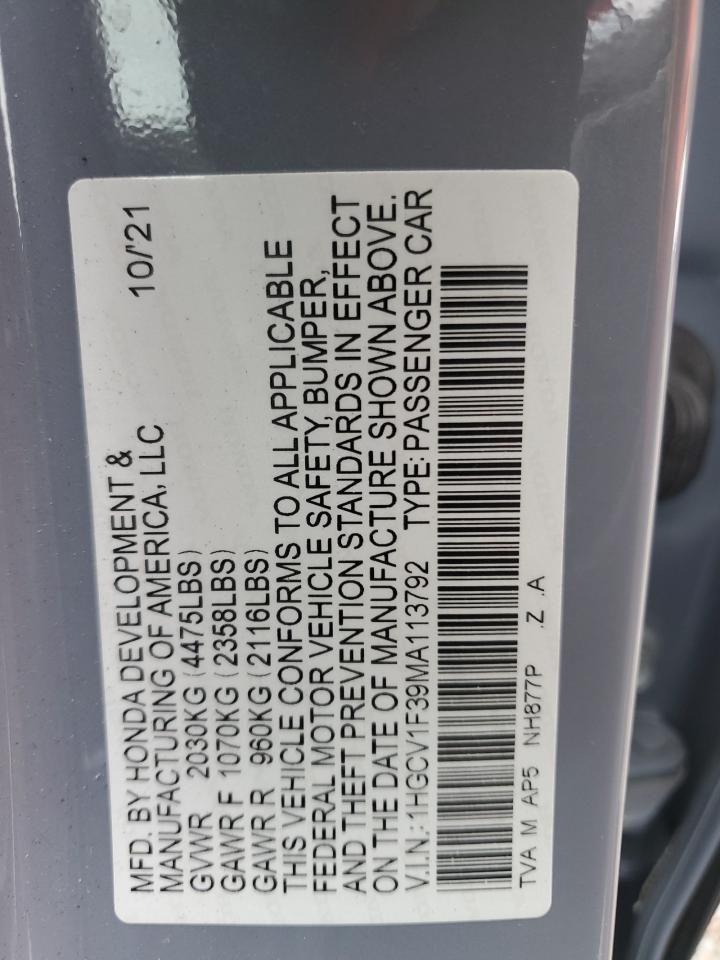 MFD. BY HONDA DEVELOPMENT &
MANUFACTURING OF AMERICA, LLC 10/'21
GVWR 2030KG (4475LBS)
GAWR F 1070KG (2358LBS)
GAWR R 960KG (2116LBS)
THIS VEHICLE CONFORMS TO ALL APPLICABLE
FEDERAL MOTOR VEHICLE SAFETY, BUMPER,
AND THEFT PREVENTION STANDARDS IN EFFECT
ON THE DATE OF MANUFACTURE SHOWN ABOVE.
V.I.N.:1HGCV1F39MA113792 TYPE:PASSENGER CAR
TVA M AP5 NH877P .Z .A